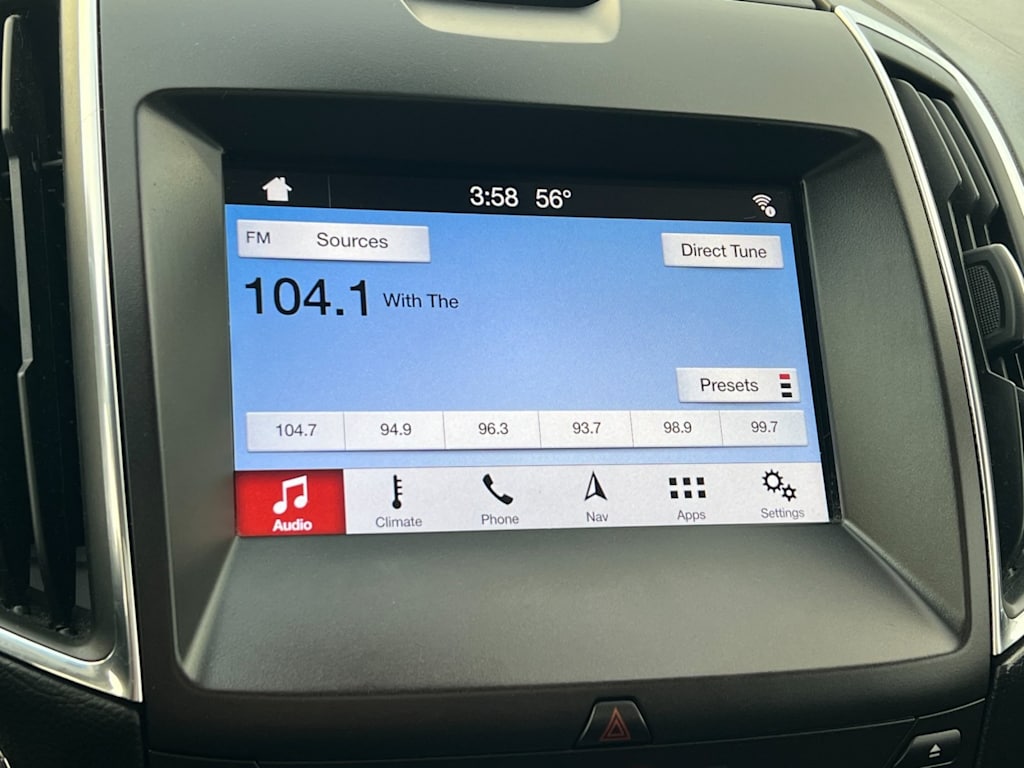 3:58 56°
FM Sources
Direct Tune
104.1 With The
Presets
104.7 94.9 96.3 93.7 98.9 99.7
Audio Climate Phone Nav Apps Settings